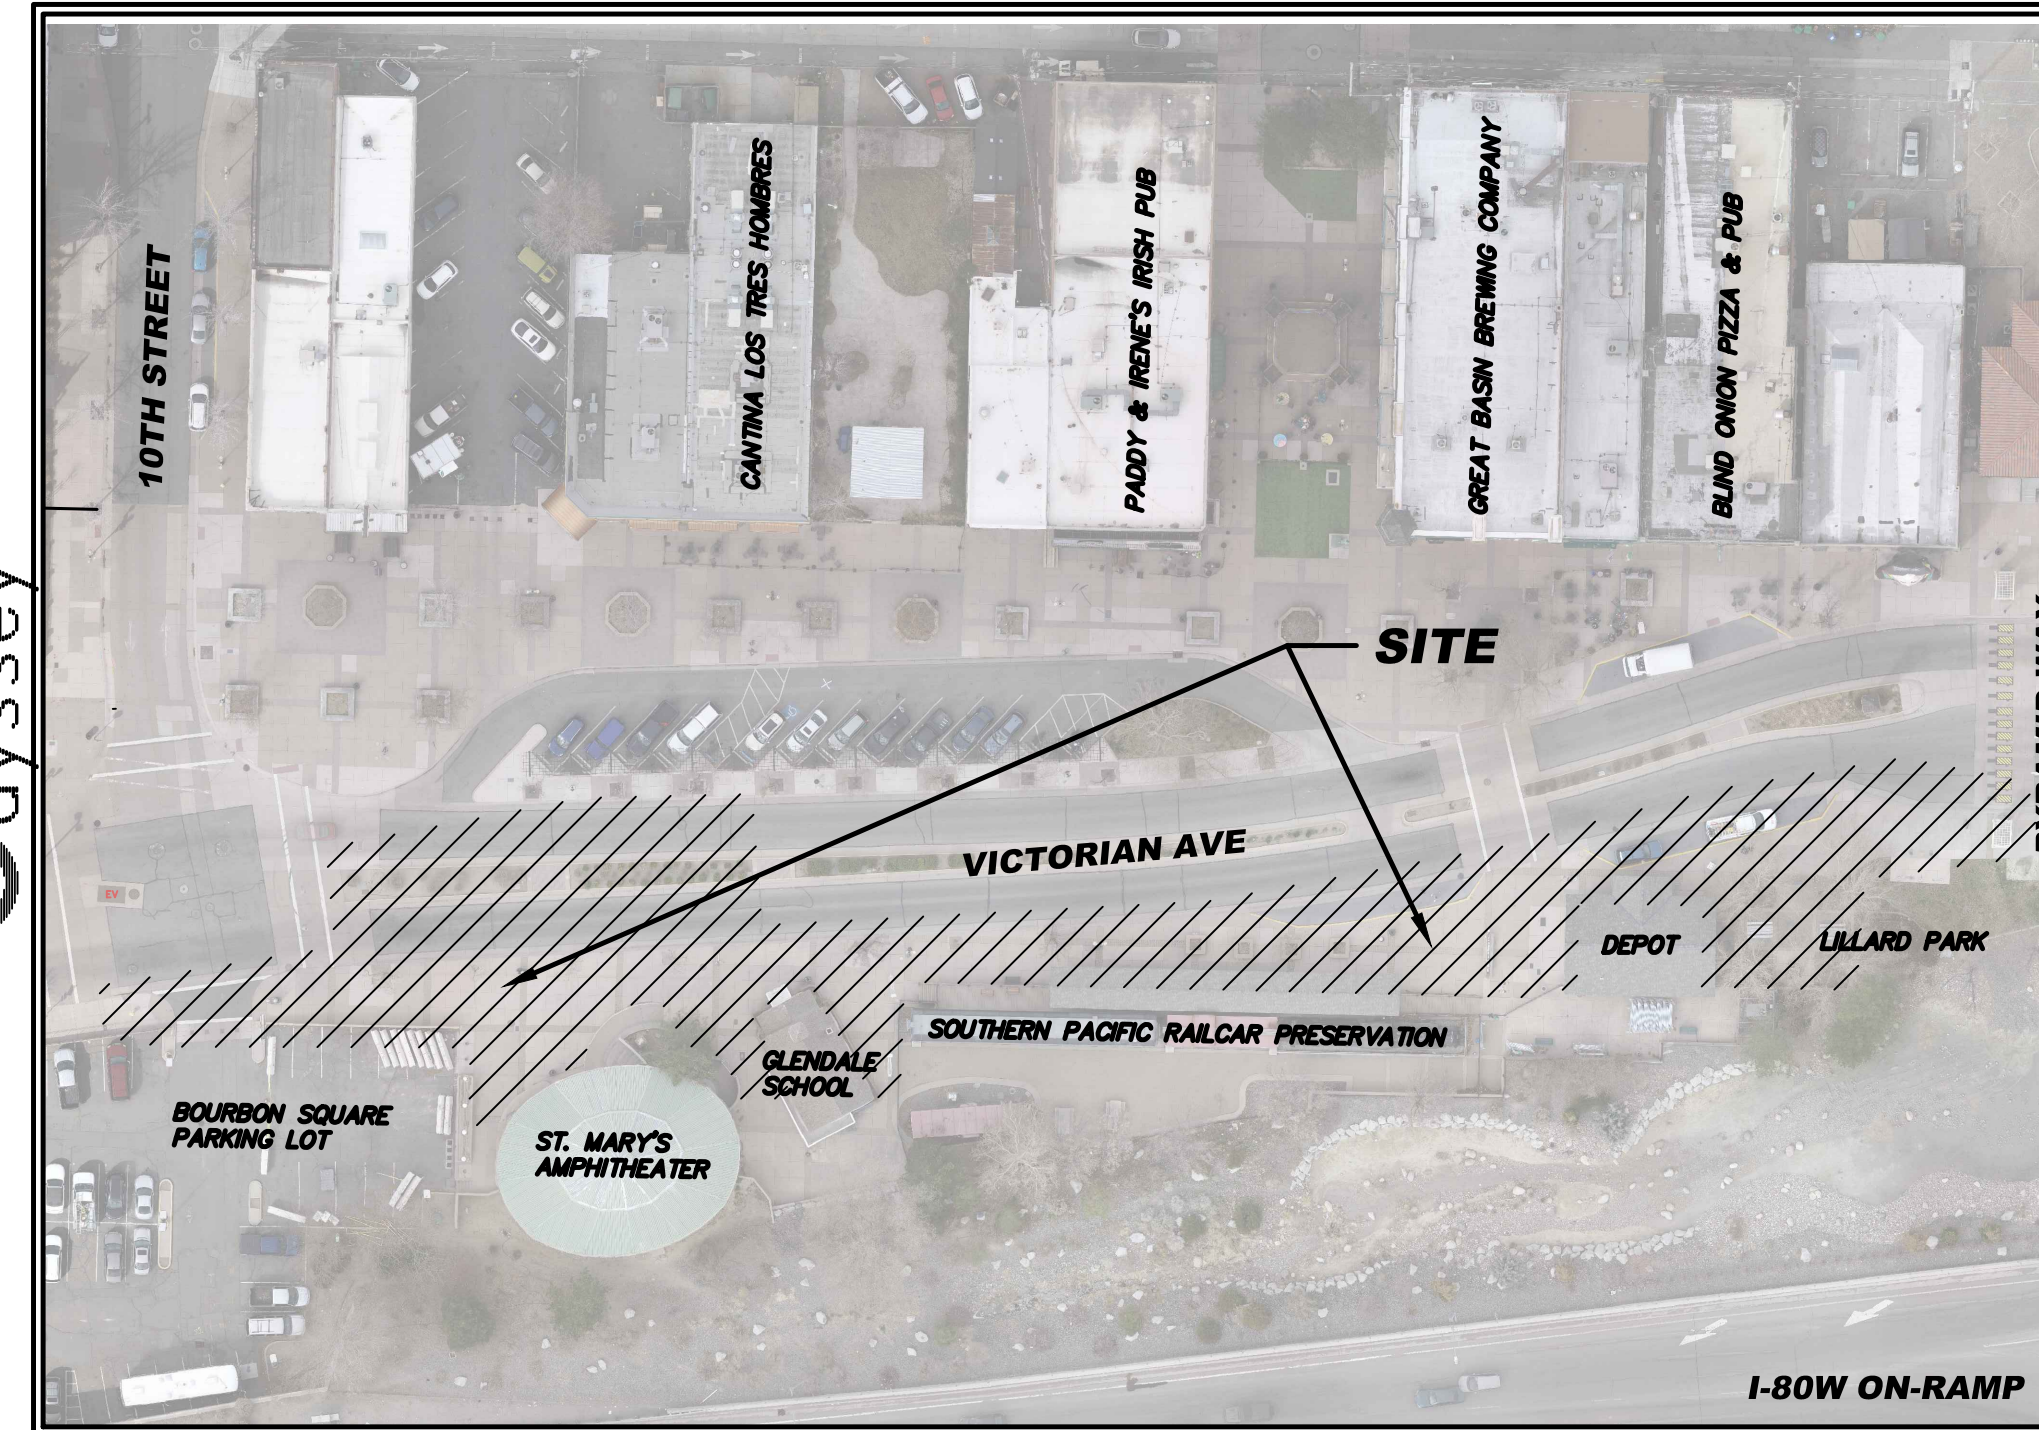 10TH STREET
CANTINA LOS TRES HOMBRES
PADDY & IRENE'S IRISH PUB
GREAT BASIN BREWING COMPANY
BLIND ONION PIZZA & PUB
SITE
VICTORIAN AVE
EV
DEPOT
LILLARD PARK
SOUTHERN PACIFIC RAILCAR PRESERVATION
GLENDALE
SCHOOL
BOURBON SQUARE
PARKING LOT
ST. MARY'S
AMPHITHEATER
I-80W ON-RAMP